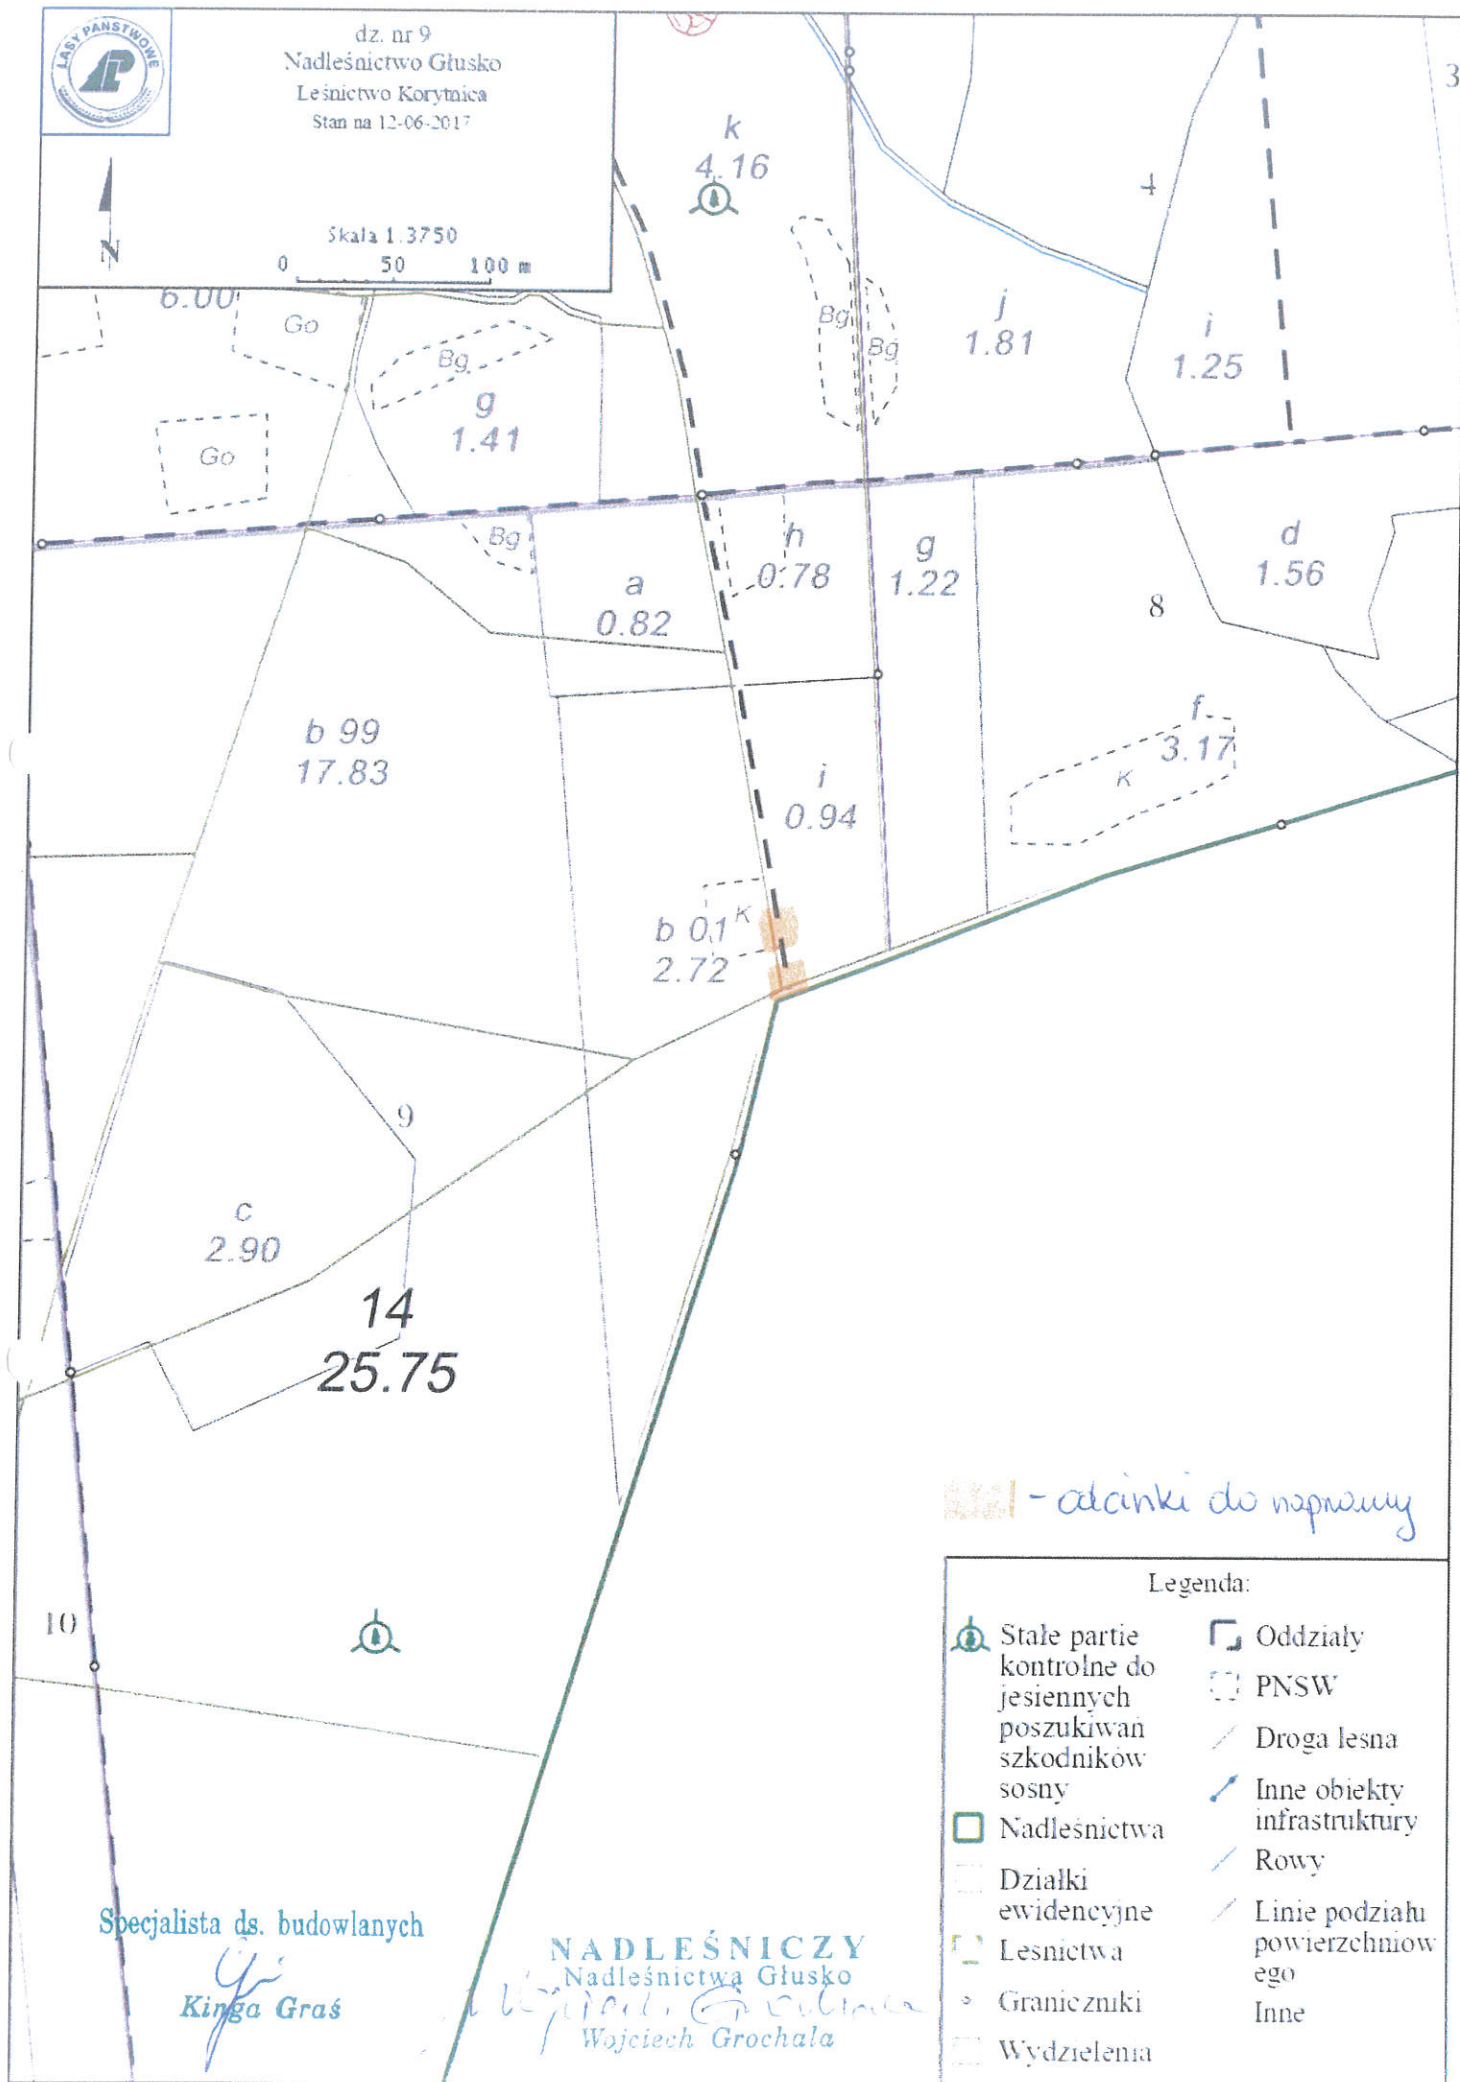 LASY PAŃSTWOWE
dz. nr 9
Nadleśnictwo Głusko
Leśnictwo Korytnica
Stan na 12-06-2017
N
Skala 1:3750
0 50 100 m
3
k
4.16
4
6.00
Go
Bg
g
1.41
Bg
Bg
j
1.81
i
1.25
Go
Bg
a
0.82
h
0.78
g
1.22
d
1.56
8
b 99
17.83
i
0.94
f
3.17
K
b 01
2.72
K
9
c
2.90
14
25.75
- odcinki do naprawy
10
Legenda:
Stałe partie
kontrolne do
jesiennych
poszukiwań
szkodników
sosny
Nadleśnictwa
Działki
ewidencyjne
Lesnictwa
Graniczniki
Wydzielenia
Oddziały
PNSW
Droga lesna
Inne obiekty
infrastruktury
Rowy
Linie podziału
powierzchniow
ego
Inne
Specjalista ds. budowlanych
Kinga Graś
NADLEŚNICZY
Nadleśnictwa Głusko
Wojciech Grochala